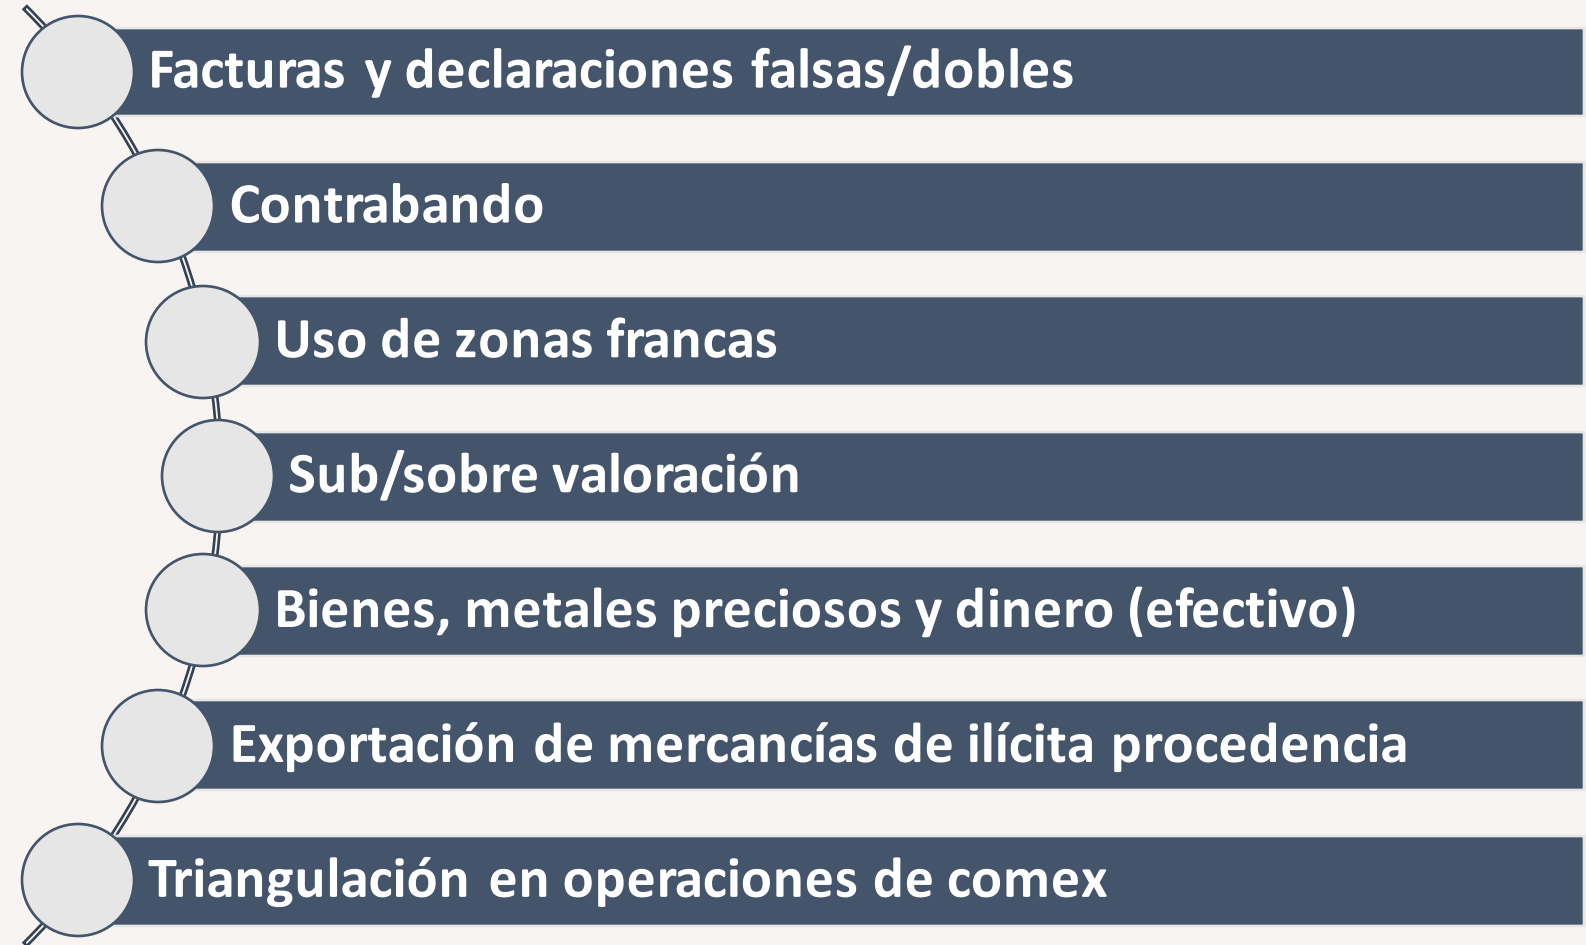 Facturas y declaraciones falsas/dobles
Contrabando
Uso de zonas francas
Sub/sobre valoración
Bienes, metales preciosos y dinero (efectivo)
Exportación de mercancías de ilícita procedencia
Triangulación en operaciones de comex